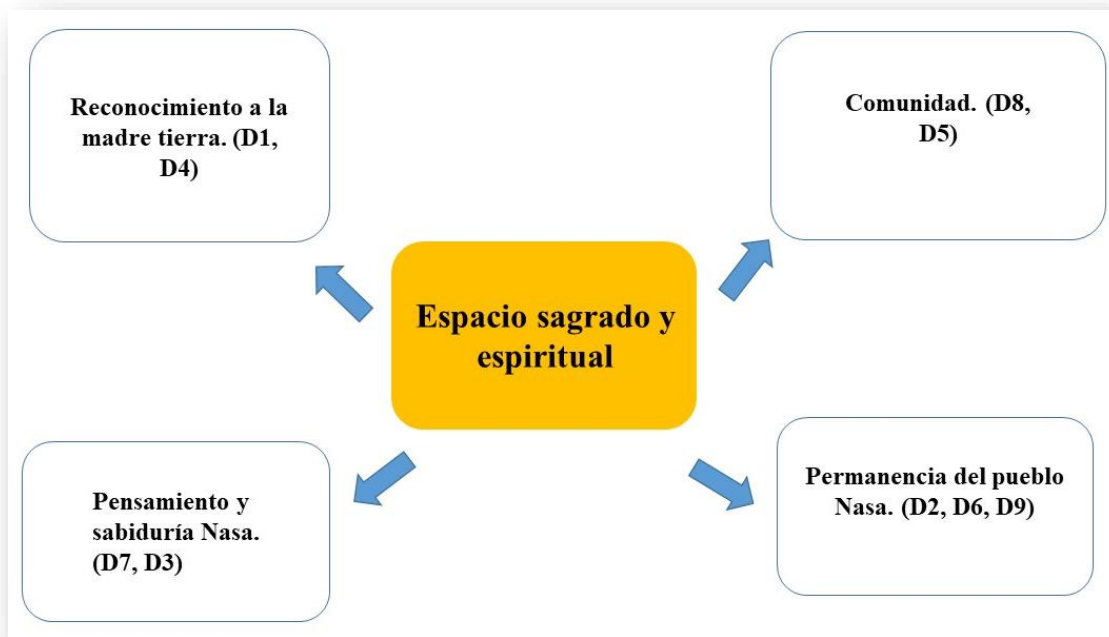 Reconocimiento a la
madre tierra. (D1,
D4)
Comunidad. (D8,
D5)
Espacio sagrado y
espiritual
Pensamiento y
sabiduría Nasa.
(D7, D3)
Permanencia del pueblo
Nasa. (D2, D6, D9)